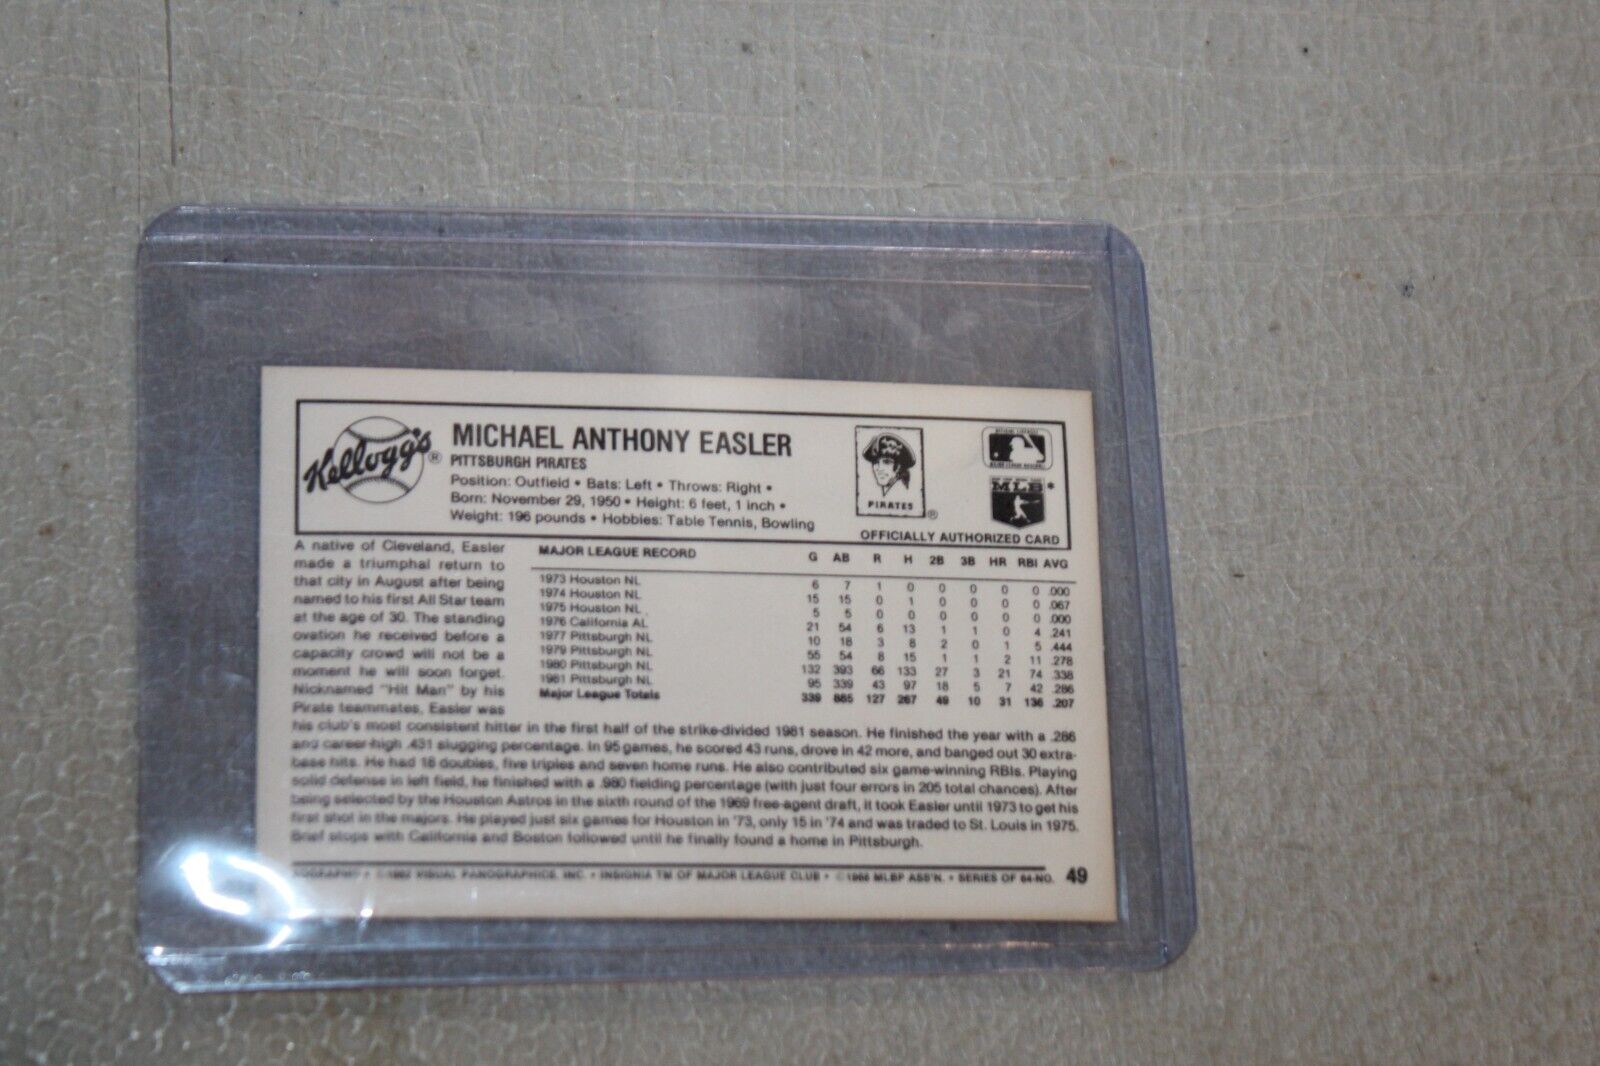 Kellogg's ®
MICHAEL ANTHONY EASLER
PITTSBURGH PIRATES
Position: Outfield • Bats: Left • Throws: Right •
Born: November 29, 1950 • Height: 6 feet, 1 inch •
Weight: 196 pounds • Hobbies: Table Tennis, Bowling
PIRATES ®
MLB *
OFFICIALLY AUTHORIZED CARD
MAJOR LEAGUE RECORD G AB R H 2B 3B HR RBI AVG
1973 Houston NL 6 7 1 0 0 0 0 0 .000
1974 Houston NL 15 15 0 1 0 0 0 0 .067
1975 Houston NL 5 5 0 0 0 0 0 0 .000
1976 California AL 21 54 6 13 1 1 0 4 .241
1977 Pittsburgh NL 10 18 3 8 2 0 1 5 .444
1979 Pittsburgh NL 55 54 8 15 1 1 2 11 .278
1980 Pittsburgh NL 132 393 66 133 27 3 21 74 .338
1981 Pittsburgh NL 95 339 43 97 18 5 7 42 .286
Major League Totals 339 885 127 267 49 10 31 136 .207
A native of Cleveland, Easler
made a triumphal return to
that city in August after being
named to his first All Star team
at the age of 30. The standing
ovation he received before a
capacity crowd will not be a
moment he will soon forget.
Nicknamed "Hit Man" by his
Pirate teammates, Easler was
his club's most consistent hitter in the first half of the strike-divided 1981 season. He finished the year with a .286
and career-high .431 slugging percentage. In 95 games, he scored 43 runs, drove in 42 more, and banged out 30 extra-
base hits. He had 18 doubles, five triples and seven home runs. He also contributed six game-winning RBIs. Playing
solid defense in left field, he finished with a .980 fielding percentage (with just four errors in 205 total chances). After
being selected by the Houston Astros in the sixth round of the 1969 free-agent draft, it took Easler until 1973 to get his
first shot in the majors. He played just six games for Houston in '73, only 15 in '74 and was traded to St. Louis in 1975.
Brief stops with California and Boston followed until he finally found a home in Pittsburgh.
XOGRAPH® • ©1982 VISUAL PANOGRAPHICS, INC. • INSIGNIA TM OF MAJOR LEAGUE CLUB • MLBP ASS'N. • SERIES OF 64-NO. 49